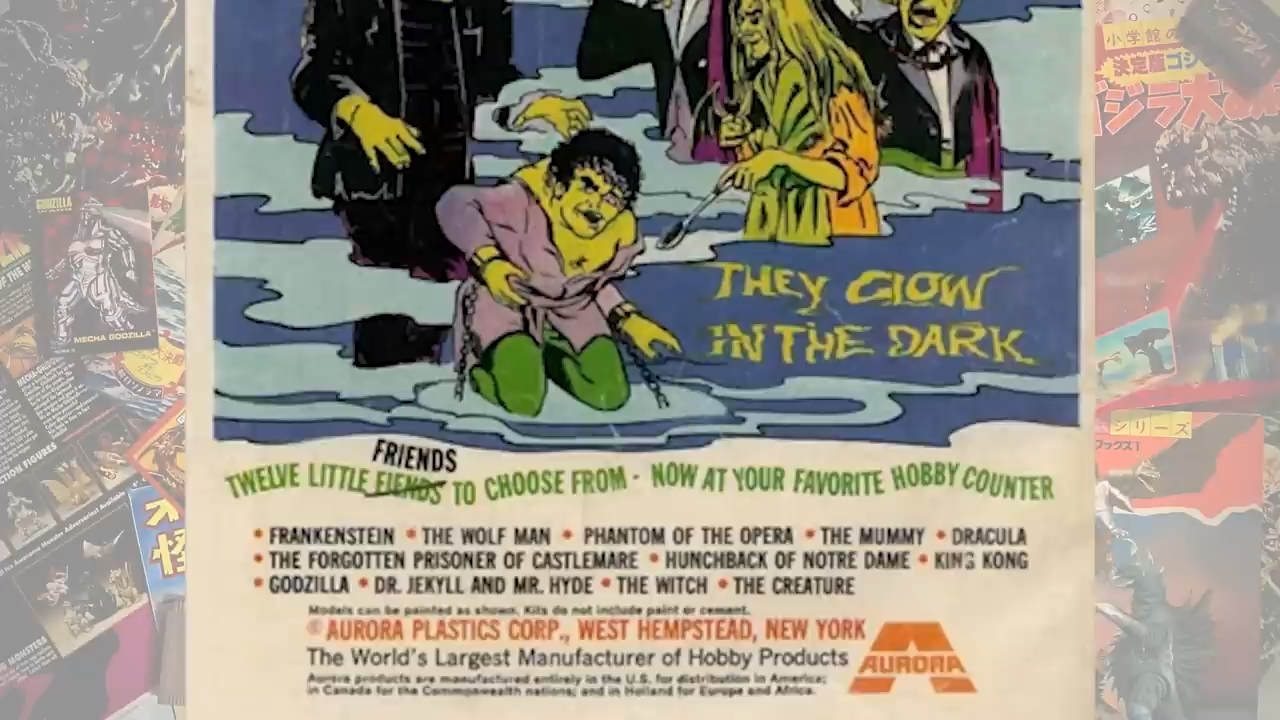 THEY GLOW
IN THE DARK
FRIENDS
TWELVE LITTLE FIENDS TO CHOOSE FROM · NOW AT YOUR FAVORITE HOBBY COUNTER
• FRANKENSTEIN • THE WOLF MAN • PHANTOM OF THE OPERA • THE MUMMY • DRACULA
• THE FORGOTTEN PRISONER OF CASTLEMARE • HUNCHBACK OF NOTRE DAME • KING KONG
• GODZILLA • DR. JEKYLL AND MR. HYDE • THE WITCH • THE CREATURE
Models can be painted as shown. Kits do not include paint or cement.
© AURORA PLASTICS CORP., WEST HEMPSTEAD, NEW YORK
The World's Largest Manufacturer of Hobby Products
AURORA
Aurora products are manufactured entirely in the U.S. for distribution in America;
in Canada for the Commonwealth nations; and in Holland for Europe and Africa.
GODZILLA
MECHA GODZILLA
小学館の
決定版ゴジ
ゴジラ大
シリーズ